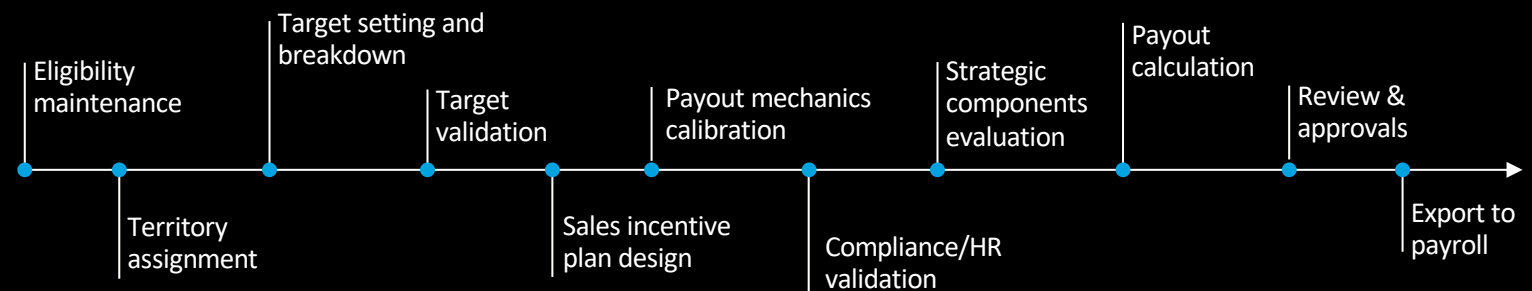 Eligibility
maintenance
Territory
assignment
Target setting and
breakdown
Target
validation
Sales incentive
plan design
Payout mechanics
calibration
Compliance/HR
validation
Strategic
components
evaluation
Payout
calculation
Review &
approvals
Export to
payroll